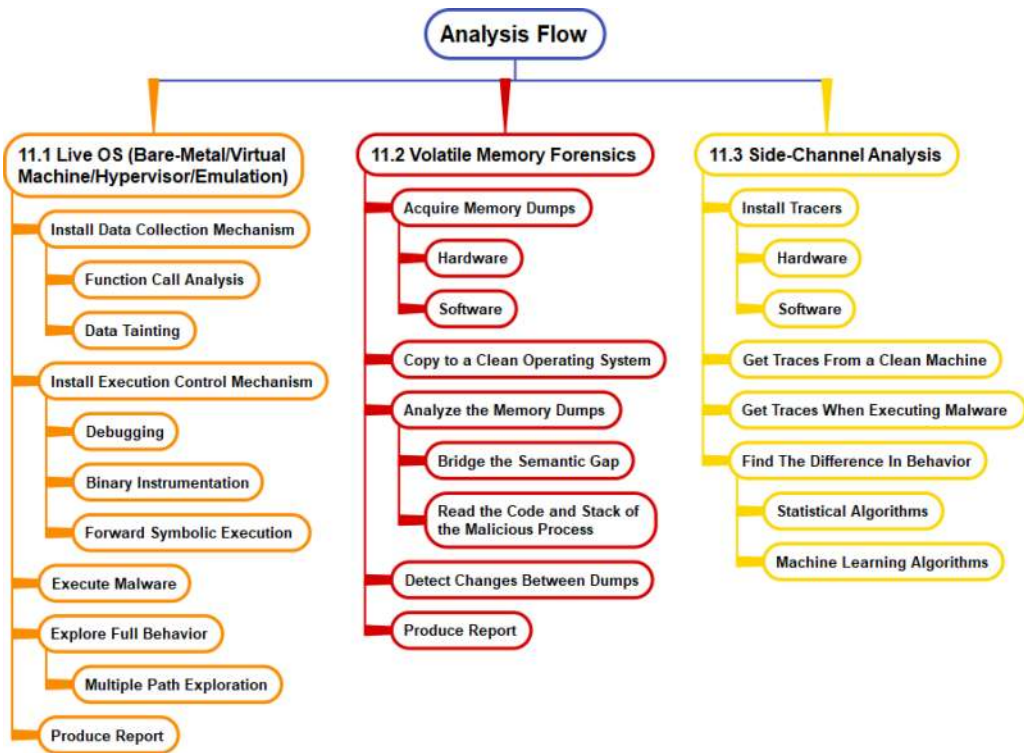 Analysis Flow
11.1 Live OS (Bare-Metal/Virtual
Machine/Hypervisor/Emulation)
Install Data Collection Mechanism
Function Call Analysis
Data Tainting
Install Execution Control Mechanism
Debugging
Binary Instrumentation
Forward Symbolic Execution
Execute Malware
Explore Full Behavior
Multiple Path Exploration
Produce Report
11.2 Volatile Memory Forensics
Acquire Memory Dumps
Hardware
Software
Copy to a Clean Operating System
Analyze the Memory Dumps
Bridge the Semantic Gap
Read the Code and Stack of
the Malicious Process
Detect Changes Between Dumps
Produce Report
11.3 Side-Channel Analysis
Install Tracers
Hardware
Software
Get Traces From a Clean Machine
Get Traces When Executing Malware
Find The Difference In Behavior
Statistical Algorithms
Machine Learning Algorithms